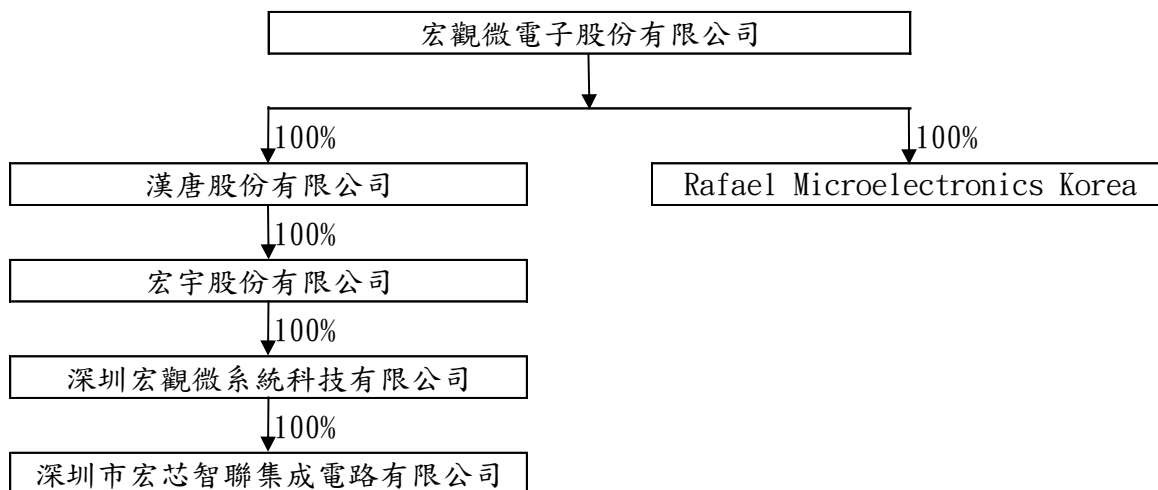 宏觀微電子股份有限公司
100%
100%
漢唐股份有限公司
Rafael Microelectronics Korea
100%
宏宇股份有限公司
100%
深圳宏觀微系統科技有限公司
100%
深圳市宏芯智聯集成電路有限公司